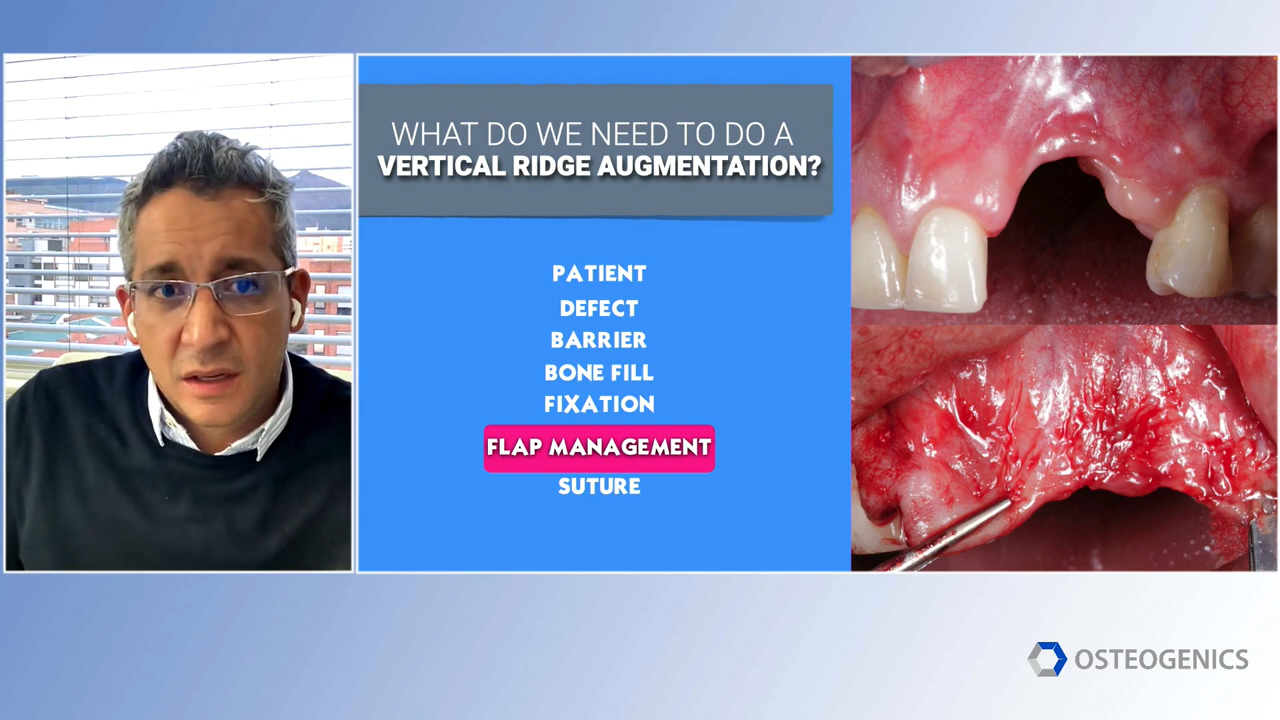 WHAT DO WE NEED TO DO A
VERTICAL RIDGE AUGMENTATION?
PATIENT
DEFECT
BARRIER
BONE FILL
FIXATION
FLAP MANAGEMENT
SUTURE
OSTEOGENICS